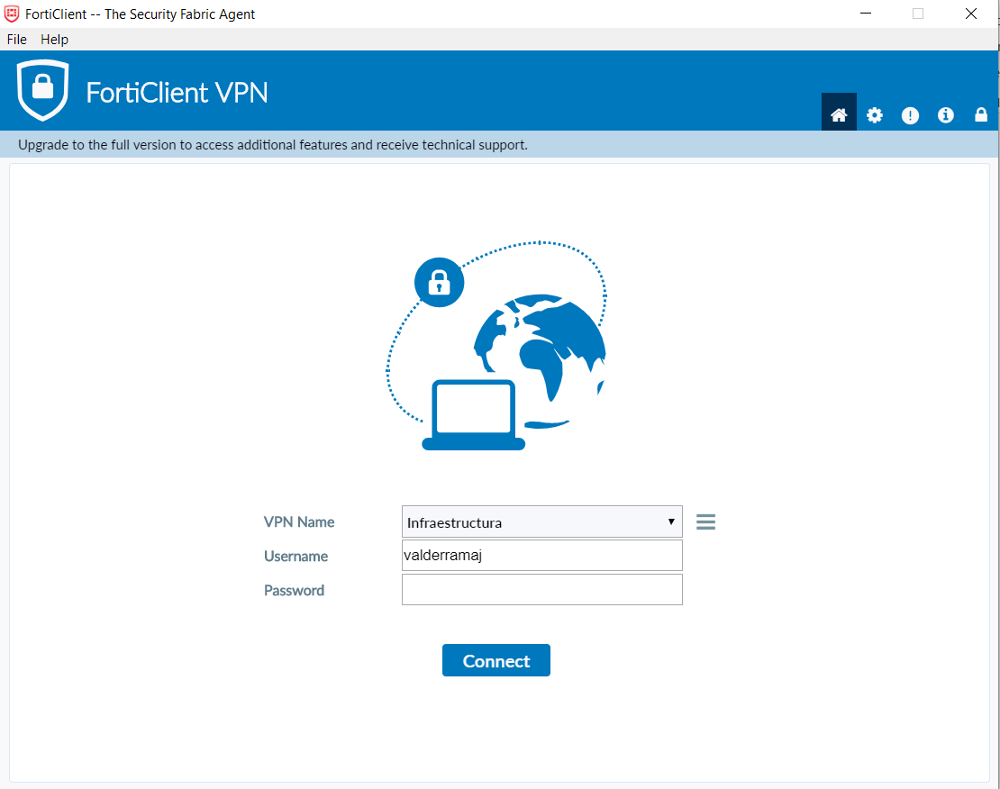 FortiClient -- The Security Fabric Agent
File Help
FortiClient VPN
Upgrade to the full version to access additional features and receive technical support.
VPN Name Infraestructura
Username valderramaj
Password
Connect